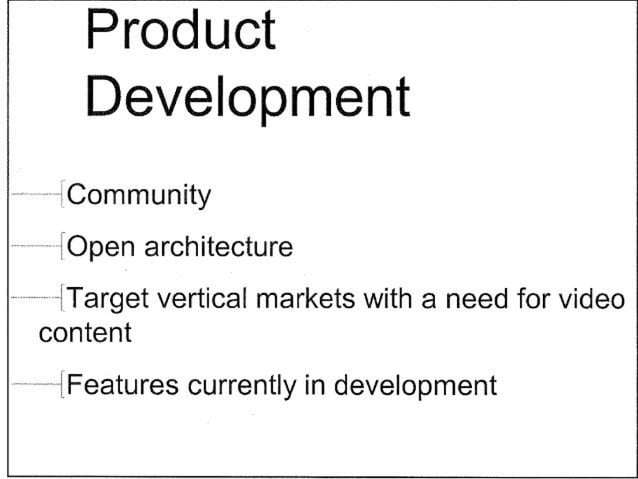 Product
Development
Community
Open architecture
Target vertical markets with a need for video
content
Features currently in development